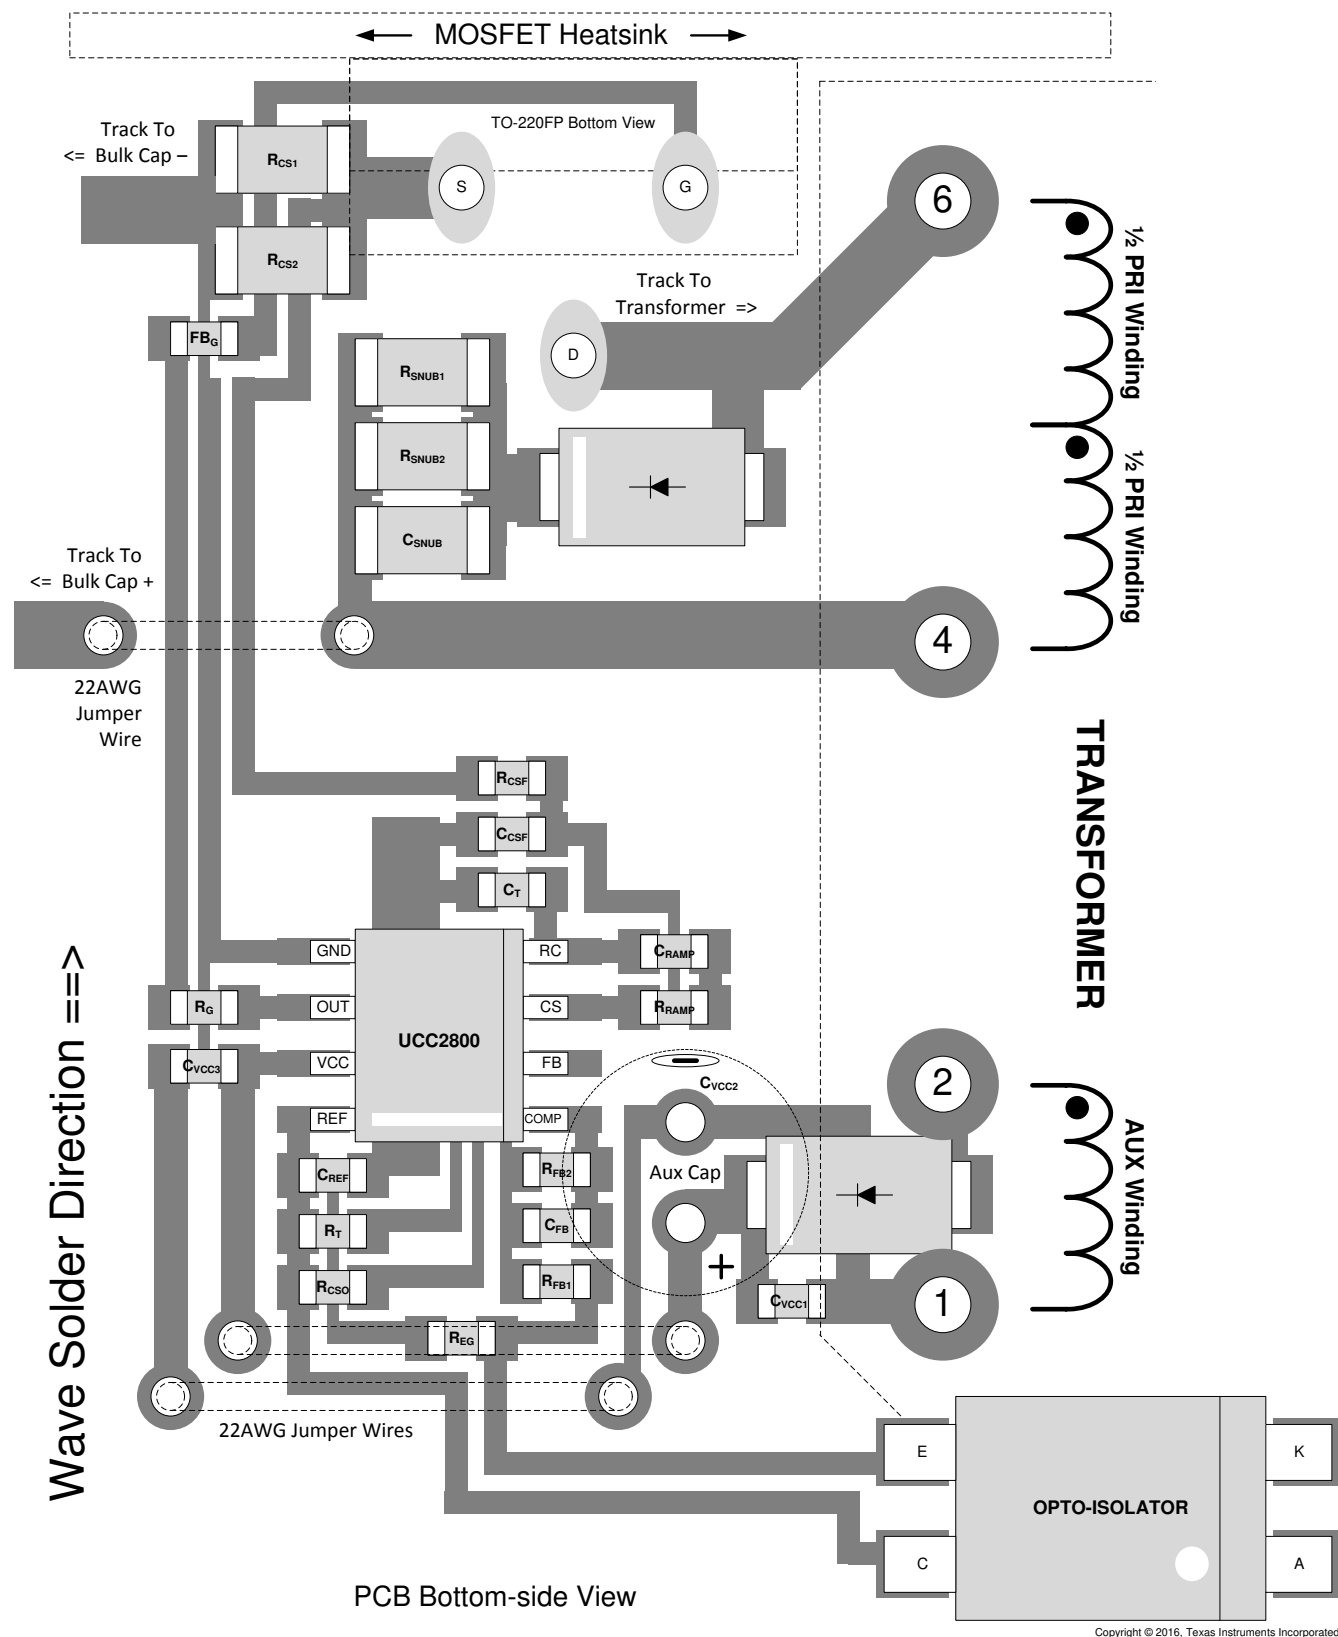 MOSFET Heatsink
TO-220FP Bottom View
Track To
<= Bulk Cap –
RCS1
S
G
6
RCS2
½ PRI Winding
Track To
Transformer =>
FBG
D
RSNUB1
RSNUB2
CSNUB
½ PRI Winding
Track To
<= Bulk Cap +
4
22AWG
Jumper
Wire
TRANSFORMER
RCSF
CCSF
CT
GND
RC
CRAMP
RG
OUT
CS
RRAMP
UCC2800
CVCC3
VCC
FB
CVCC2
2
REF
COMP
Aux Cap
CREF
RFB2
RT
CFB
RCSO
RFB1
+
CVCC1
1
AUX Winding
REG
22AWG Jumper Wires
Wave Solder Direction ==>
E
K
OPTO-ISOLATOR
C
A
PCB Bottom-side View
Copyright © 2016, Texas Instruments Incorporated